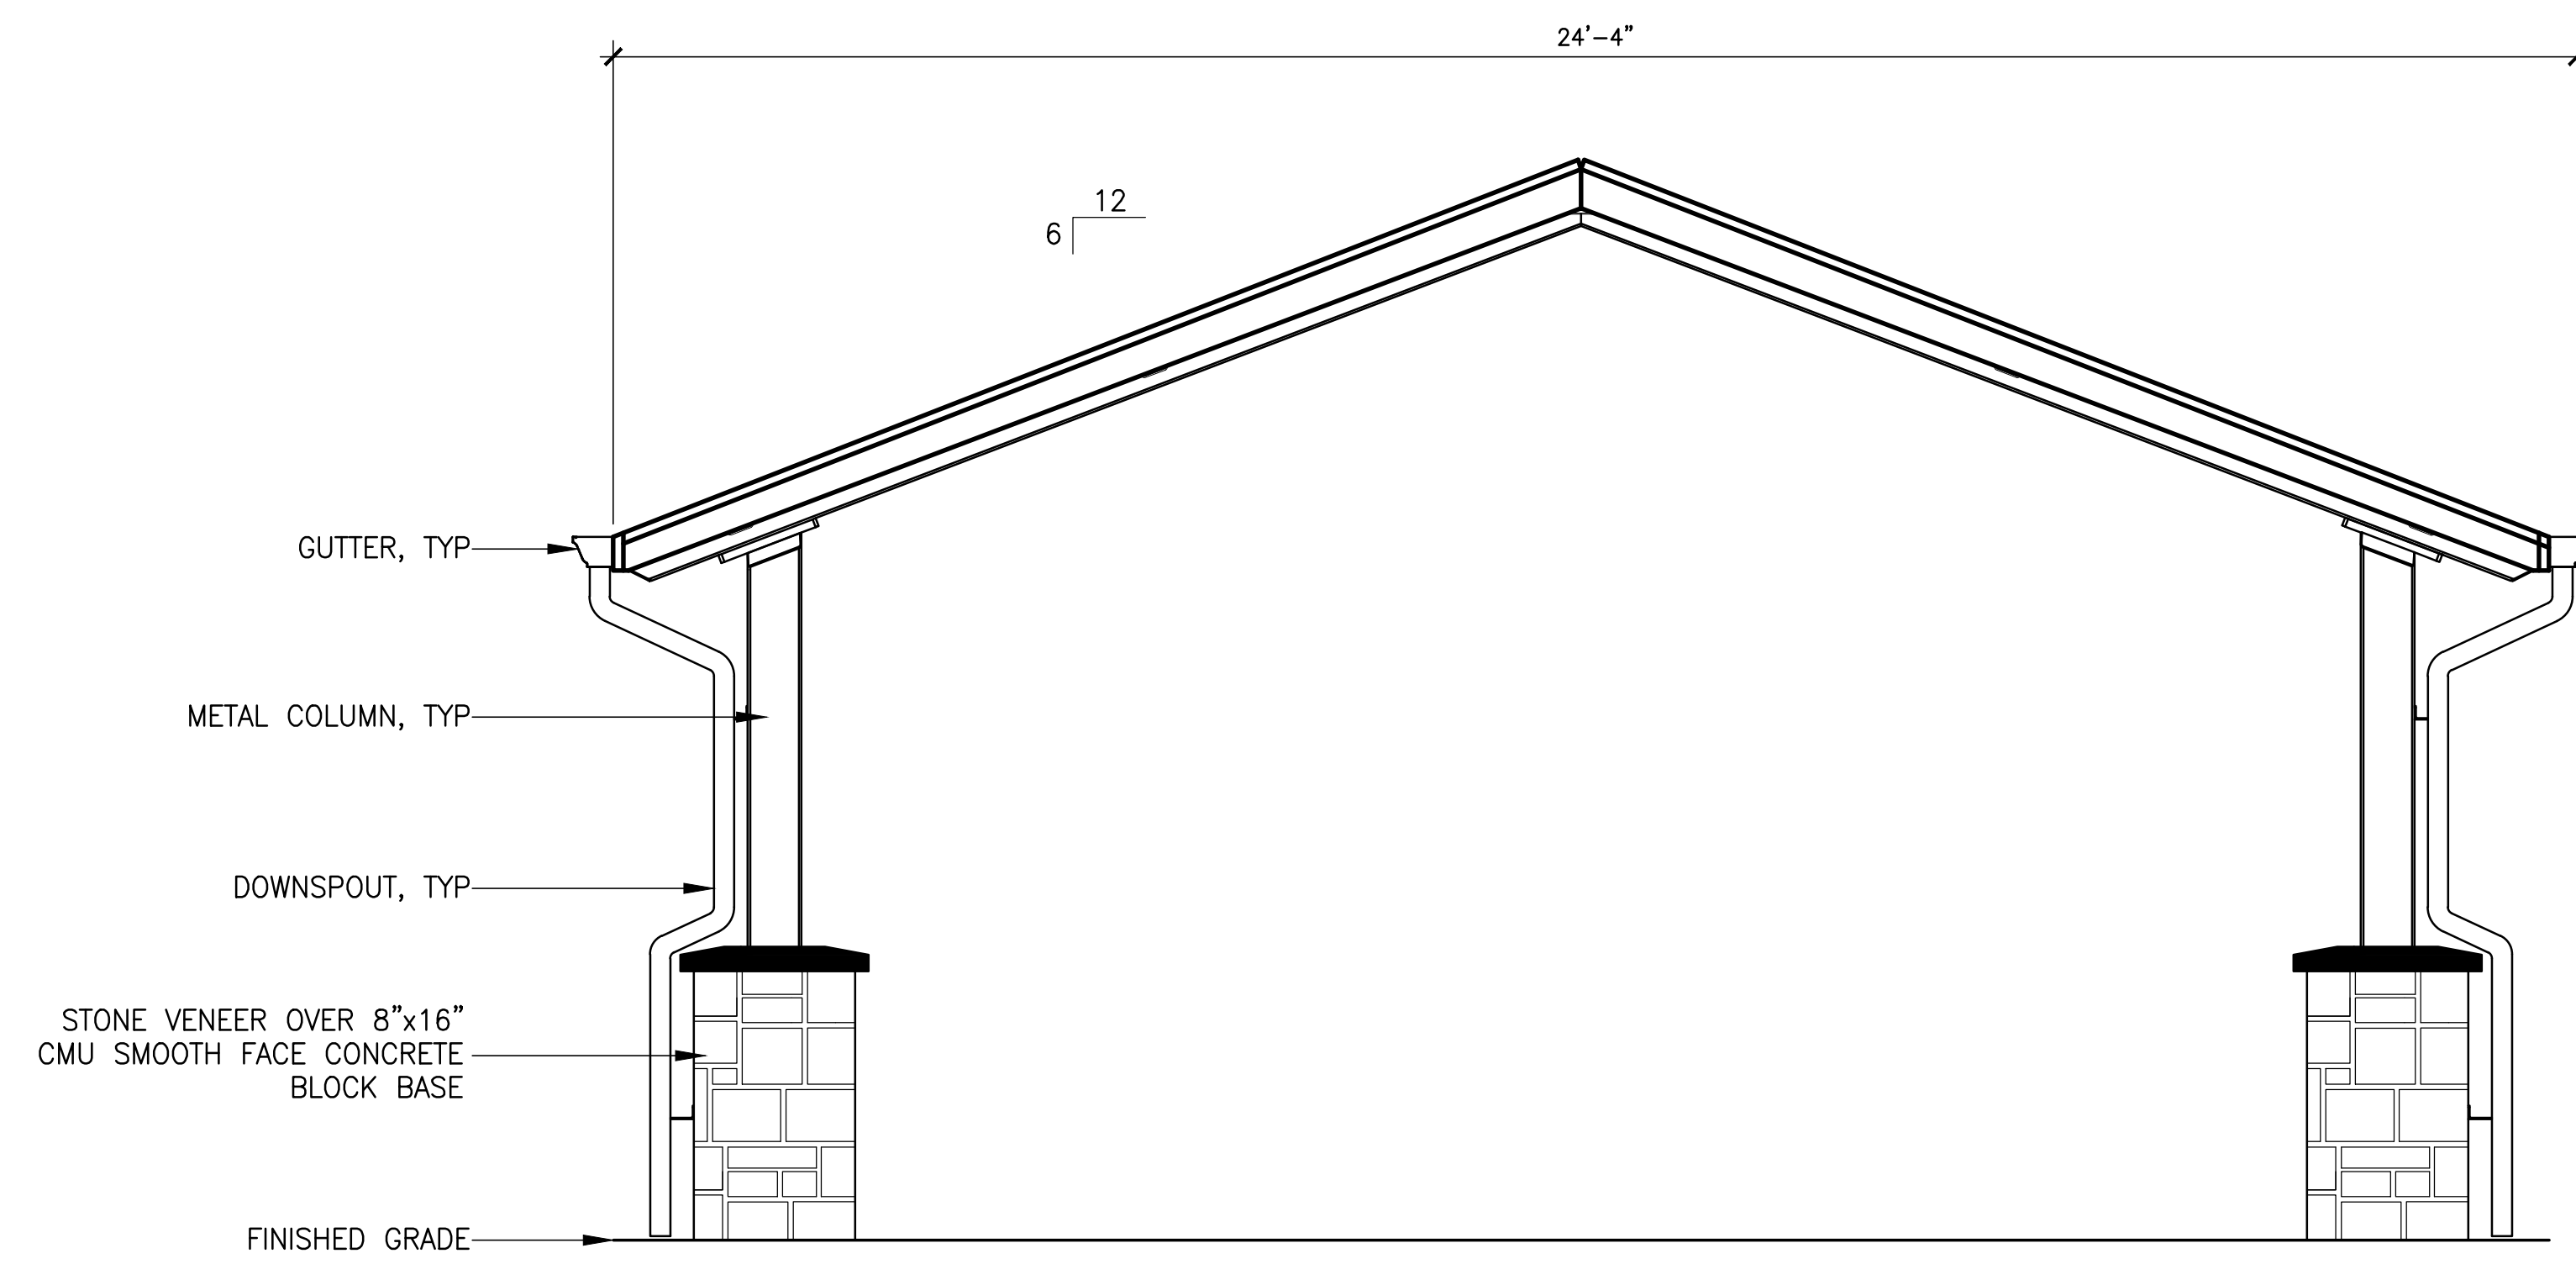 24’-4”
12
6
GUTTER, TYP
METAL COLUMN, TYP
DOWNSPOUT, TYP
STONE VENEER OVER 8”x16”
CMU SMOOTH FACE CONCRETE
BLOCK BASE
FINISHED GRADE